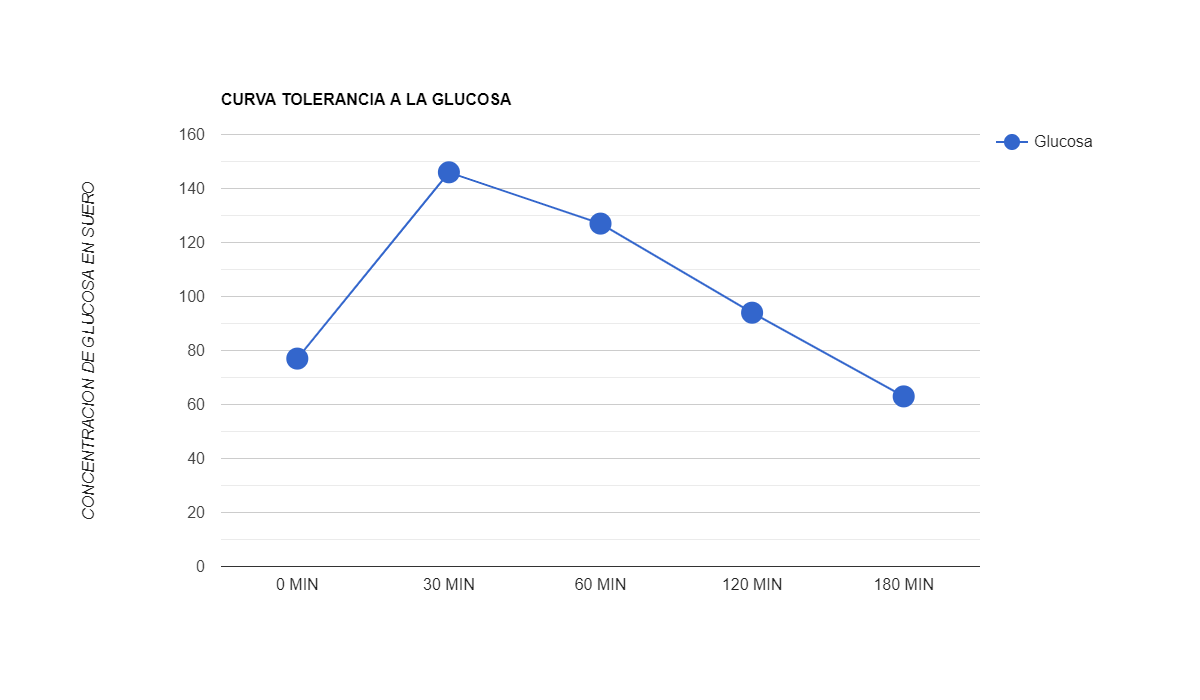 CURVA TOLERANCIA A LA GLUCOSA
Glucosa
CONCENTRACION DE GLUCOSA EN SUERO
160
140
120
100
80
60
40
20
0
0 MIN
30 MIN
60 MIN
120 MIN
180 MIN